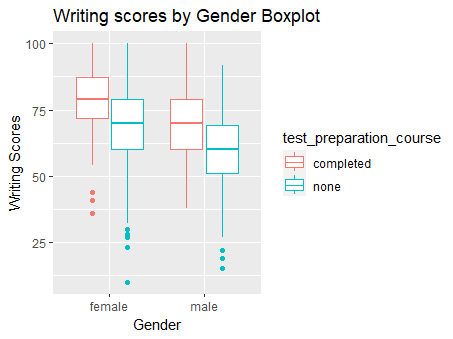 Writing scores by Gender Boxplot
Writing Scores
100
75
50
25
female male
Gender
test_preparation_course
completed
none